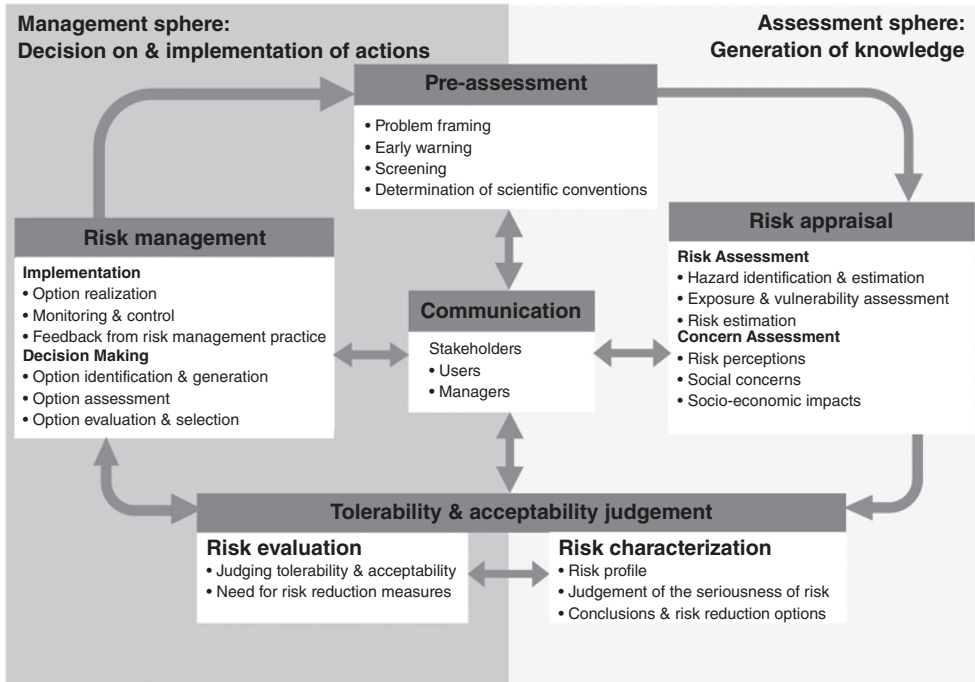 Management sphere:
Decision on & implementation of actions
Assessment sphere:
Generation of knowledge
Pre-assessment
• Problem framing
• Early warning
• Screening
• Determination of scientific conventions
Risk management
Implementation
• Option realization
• Monitoring & control
• Feedback from risk management practice
Decision Making
• Option identification & generation
• Option assessment
• Option evaluation & selection
Communication
Stakeholders
• Users
• Managers
Risk appraisal
Risk Assessment
• Hazard identification & estimation
• Exposure & vulnerability assessment
• Risk estimation
Concern Assessment
• Risk perceptions
• Social concerns
• Socio-economic impacts
Tolerability & acceptability judgement
Risk evaluation
• Judging tolerability & acceptability
• Need for risk reduction measures
Risk characterization
• Risk profile
• Judgement of the seriousness of risk
• Conclusions & risk reduction options